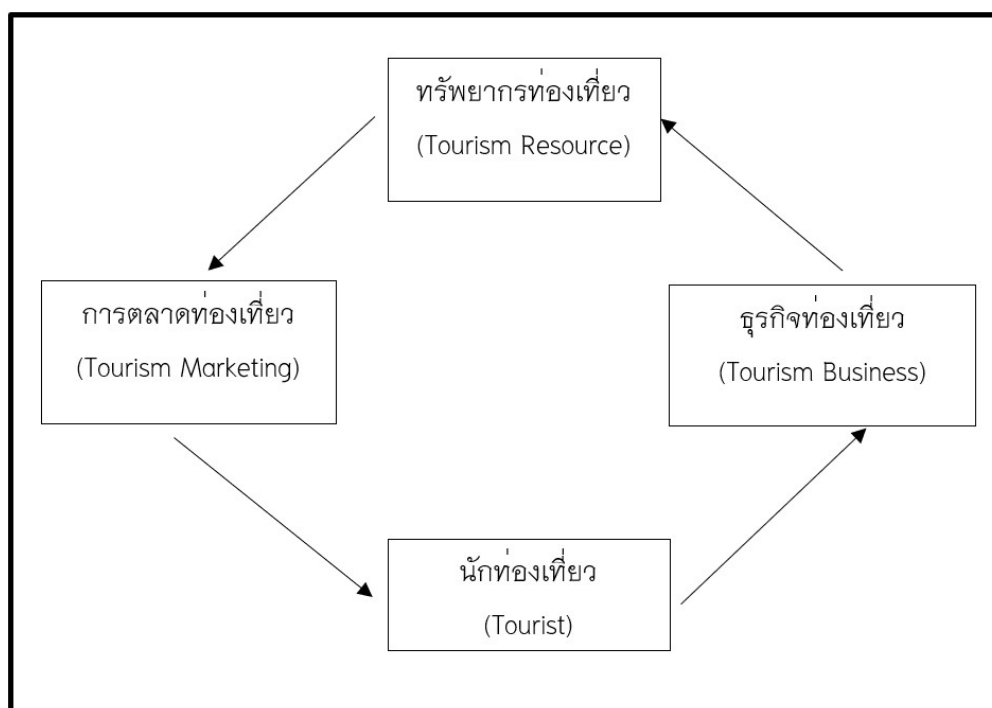 ทรัพยากรท่องเที่ยว
(Tourism Resource)
การตลาดท่องเที่ยว
(Tourism Marketing)
ธุรกิจท่องเที่ยว
(Tourism Business)
นักท่องเที่ยว
(Tourist)